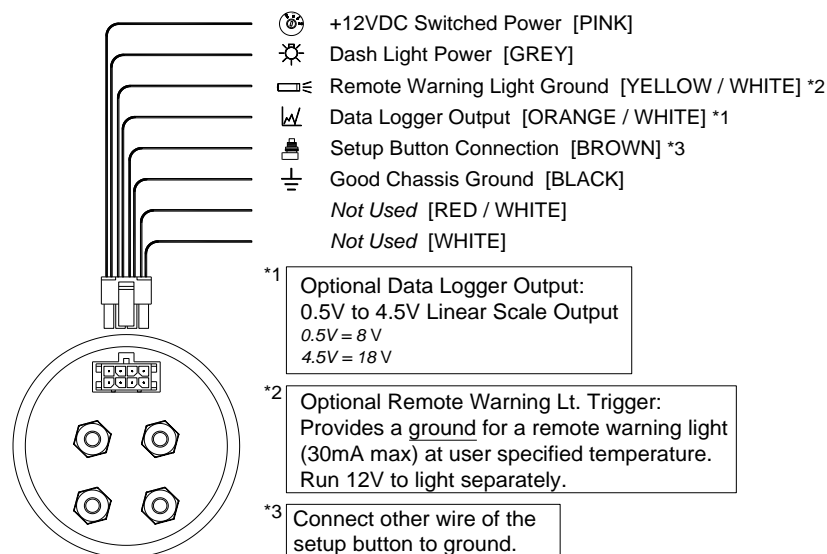 +12VDC Switched Power [PINK]
Dash Light Power [GREY]
Remote Warning Light Ground [YELLOW / WHITE] *2
Data Logger Output [ORANGE / WHITE] *1
Setup Button Connection [BROWN] *3
Good Chassis Ground [BLACK]
Not Used [RED / WHITE]
Not Used [WHITE]
*1
Optional Data Logger Output:
0.5V to 4.5V Linear Scale Output
0.5V = 8 V
4.5V = 18 V
*2
Optional Remote Warning Lt. Trigger:
Provides a ground for a remote warning light
(30mA max) at user specified temperature.
Run 12V to light separately.
*3
Connect other wire of the
setup button to ground.